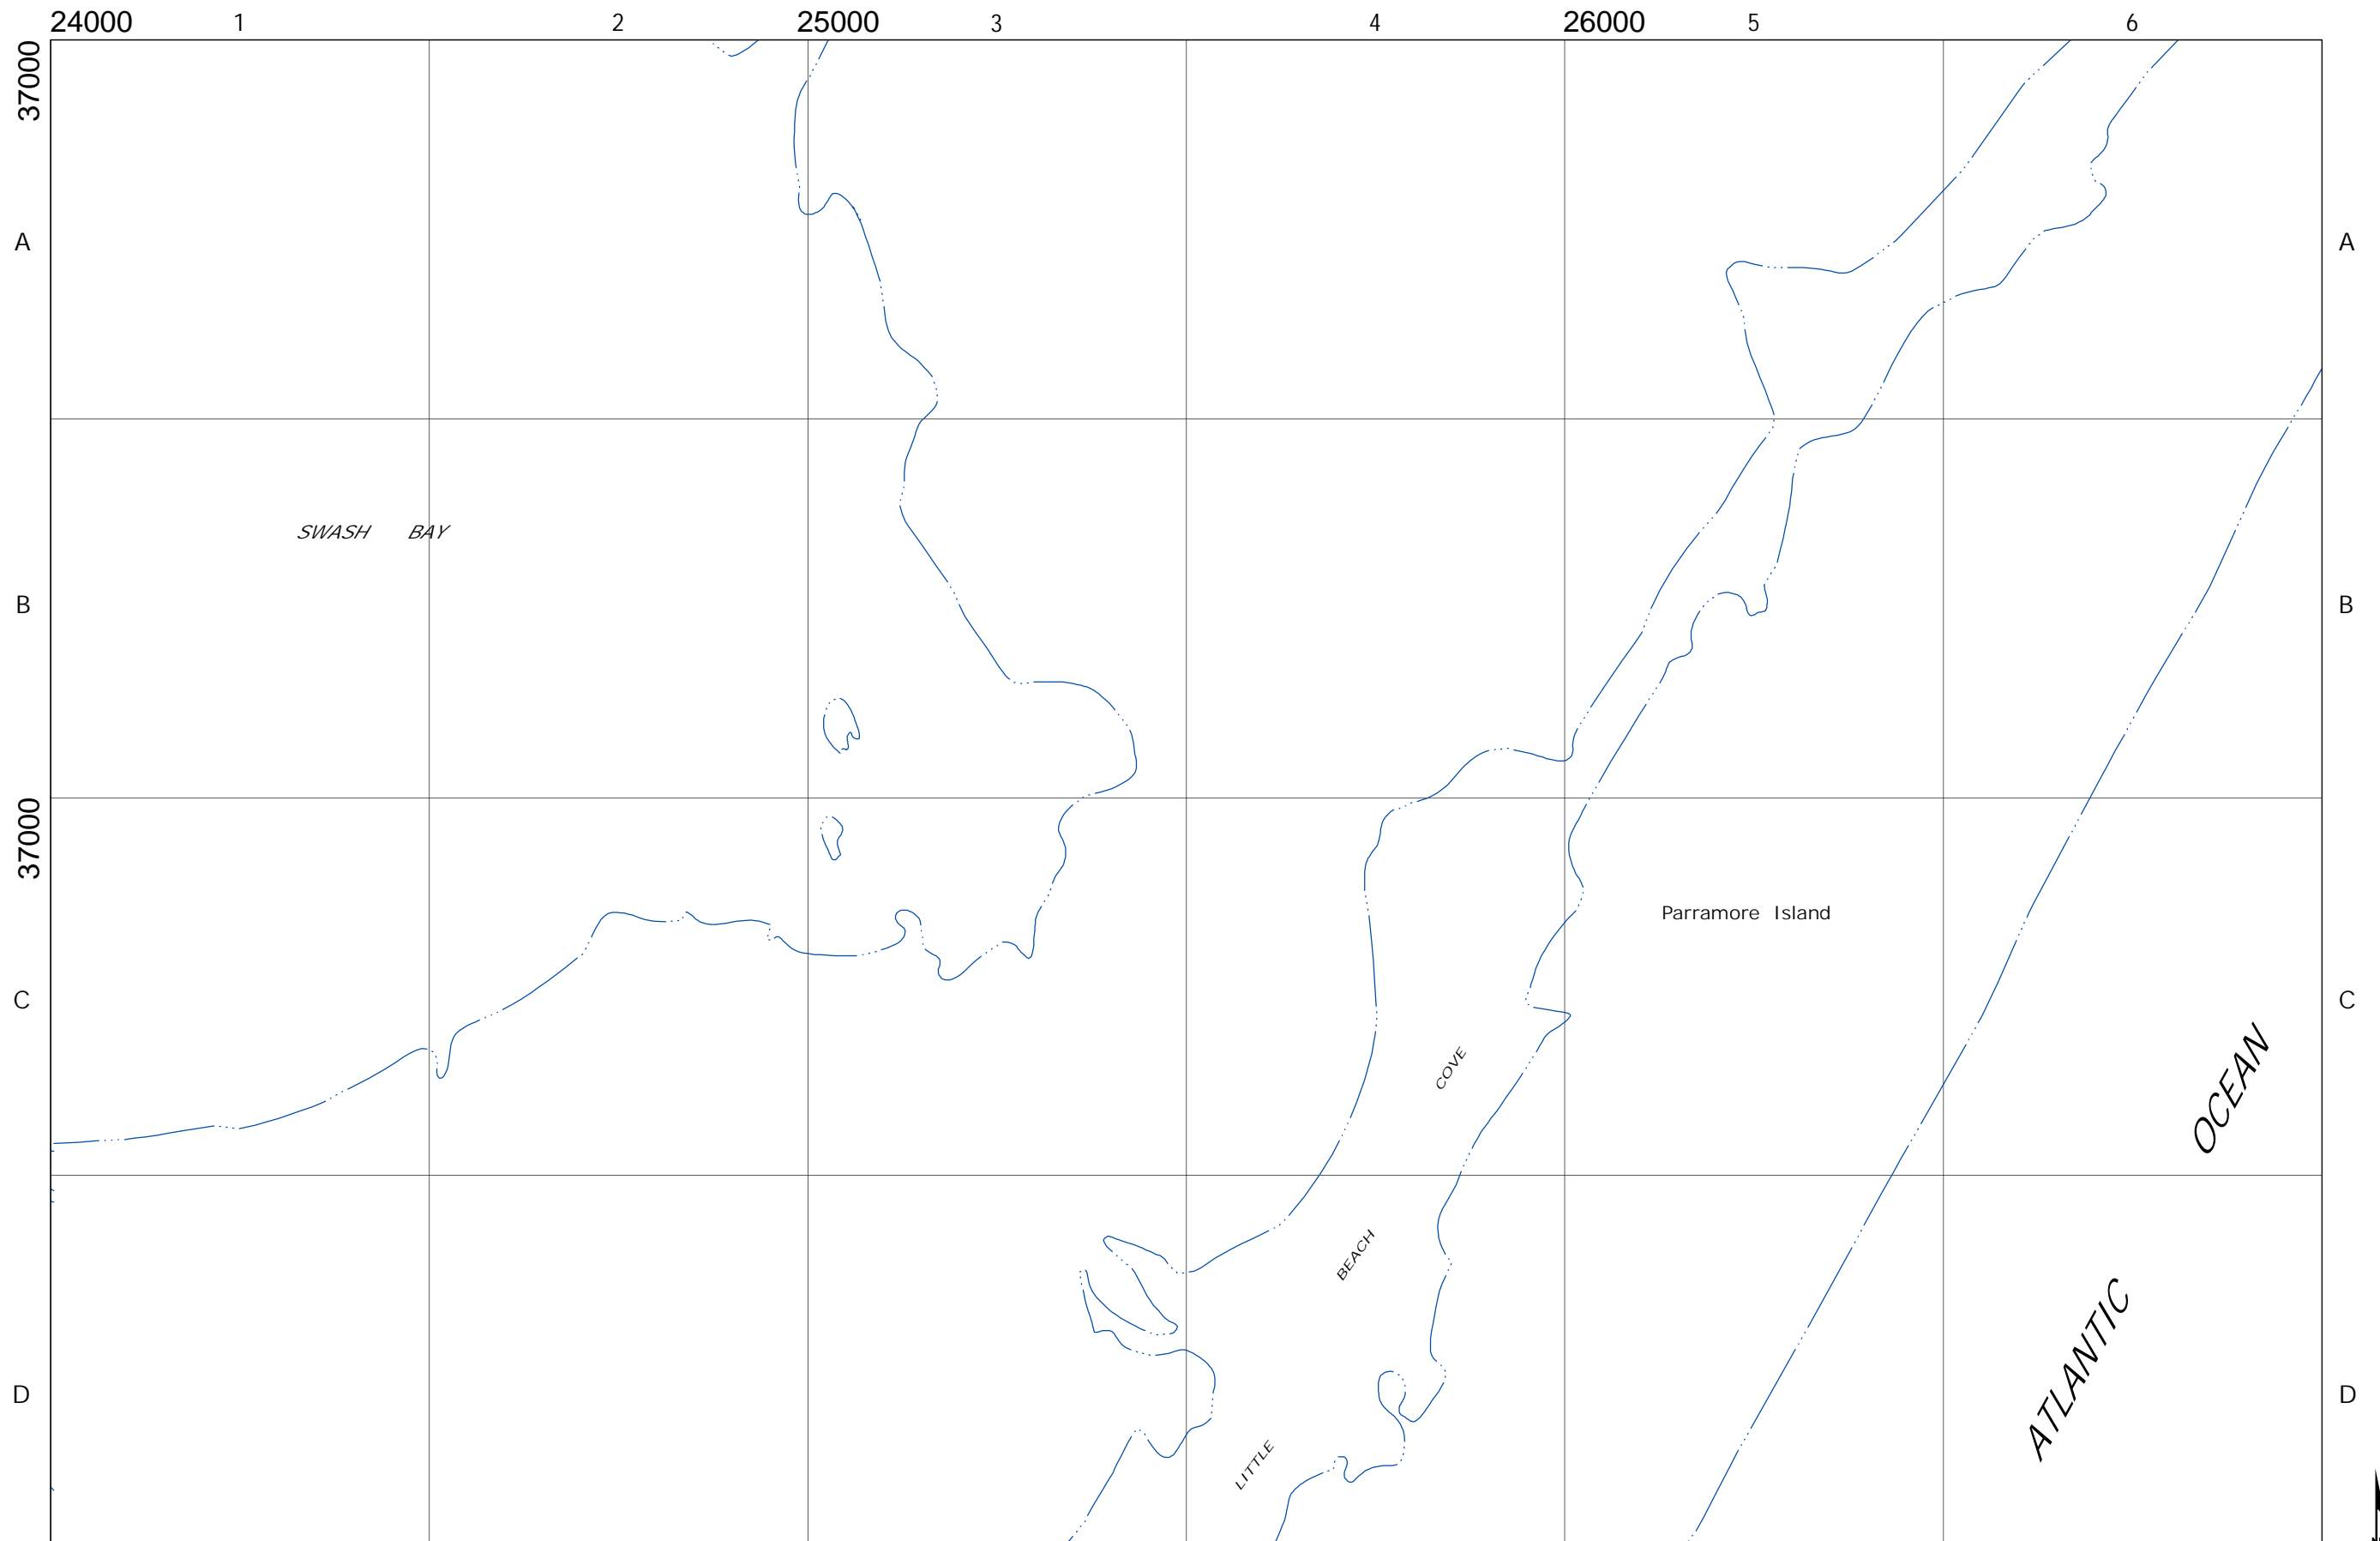 24000 1 2 25000 3 4 26000 5 6
37000
A A
SWASH BAY
B B
37000
Parramore Island
C C
COVE
OCEAN
BEACH
ATLANTIC
D D
LITTLE